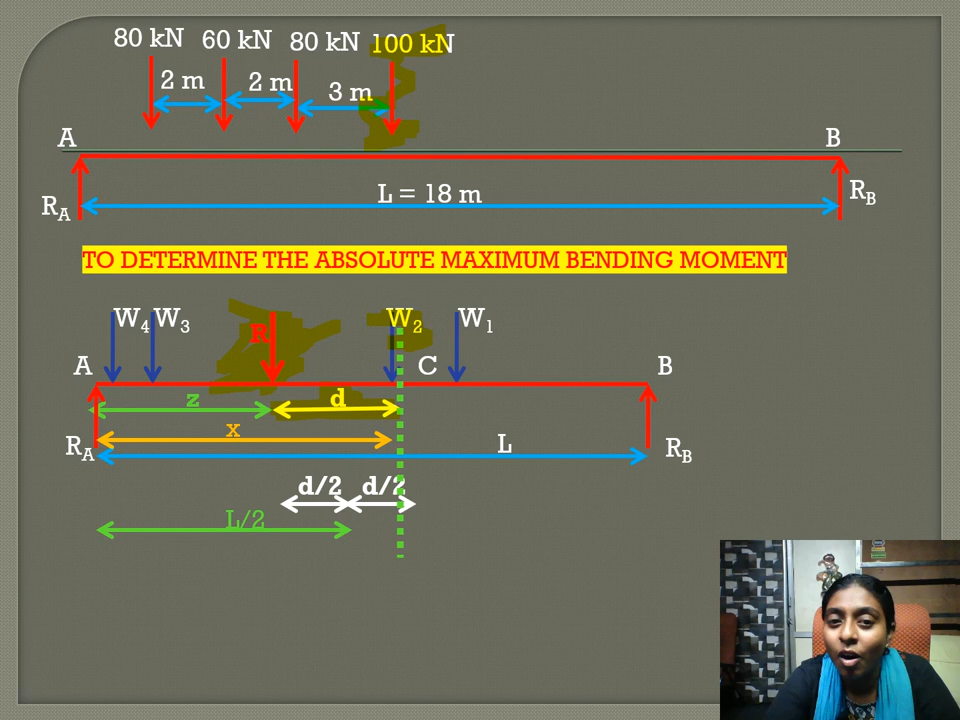 80 kN 60 kN 80 kN 100 kN
2 m 2 m 3 m
A B
L = 18 m
RA RB
TO DETERMINE THE ABSOLUTE MAXIMUM BENDING MOMENT
W4 W3 R W2 W1
A C B
z d
x
RA L RB
d/2 d/2
L/2